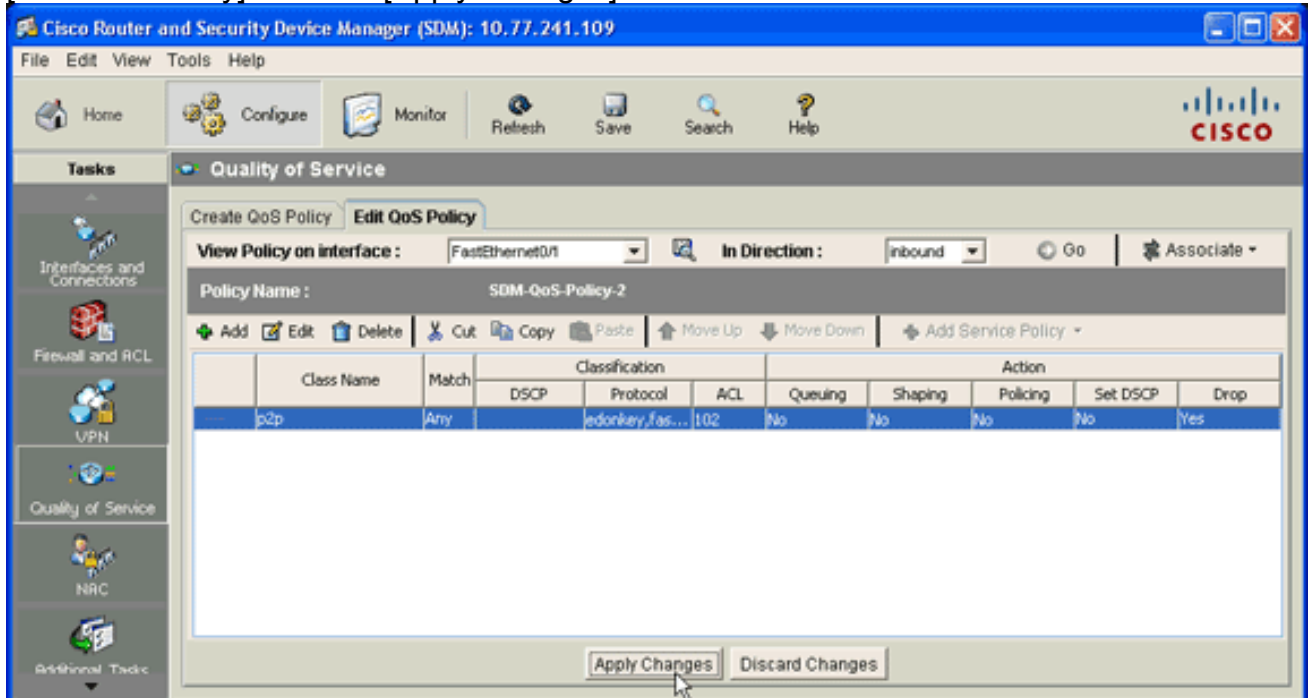 Cisco Router and Security Device Manager (SDM): 10.77.241.109
File Edit View Tools Help
Home Configure Monitor Refresh Save Search Help
CISCO
Tasks
Quality of Service
Create QoS Policy Edit QoS Policy
View Policy on interface : FastEthernet0/1 In Direction : inbound Go Associate
Interfaces and Connections
Policy Name : SDM-QoS-Policy-2
Add Edit Delete Cut Copy Paste Move Up Move Down Add Service Policy
Firewall and ACL
Class Name Match Classification Action
DSCP Protocol ACL Queuing Shaping Policing Set DSCP Drop
p2p Any edonkey,fas... 102 No No No No Yes
VPN
Quality of Service
NAC
Additional Tasks
Apply Changes Discard Changes